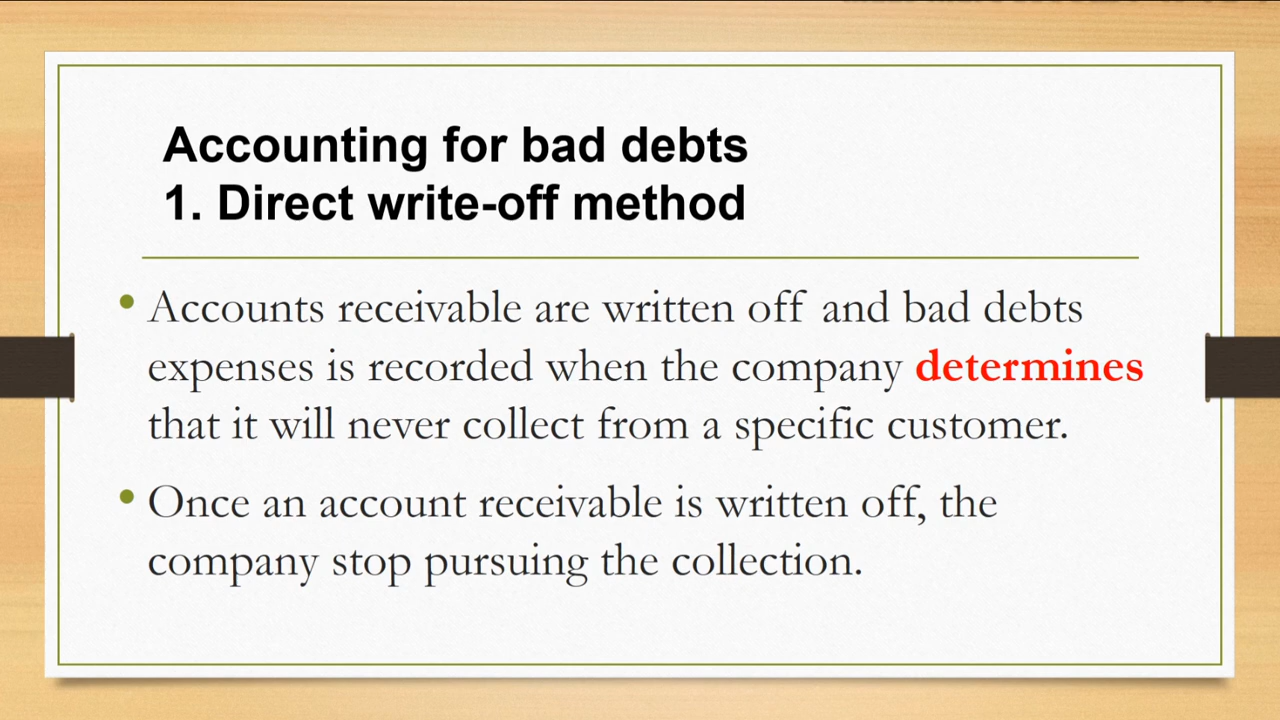 Accounting for bad debts
1. Direct write-off method
• Accounts receivable are written off and bad debts
expenses is recorded when the company determines
that it will never collect from a specific customer.
• Once an account receivable is written off, the
company stop pursuing the collection.